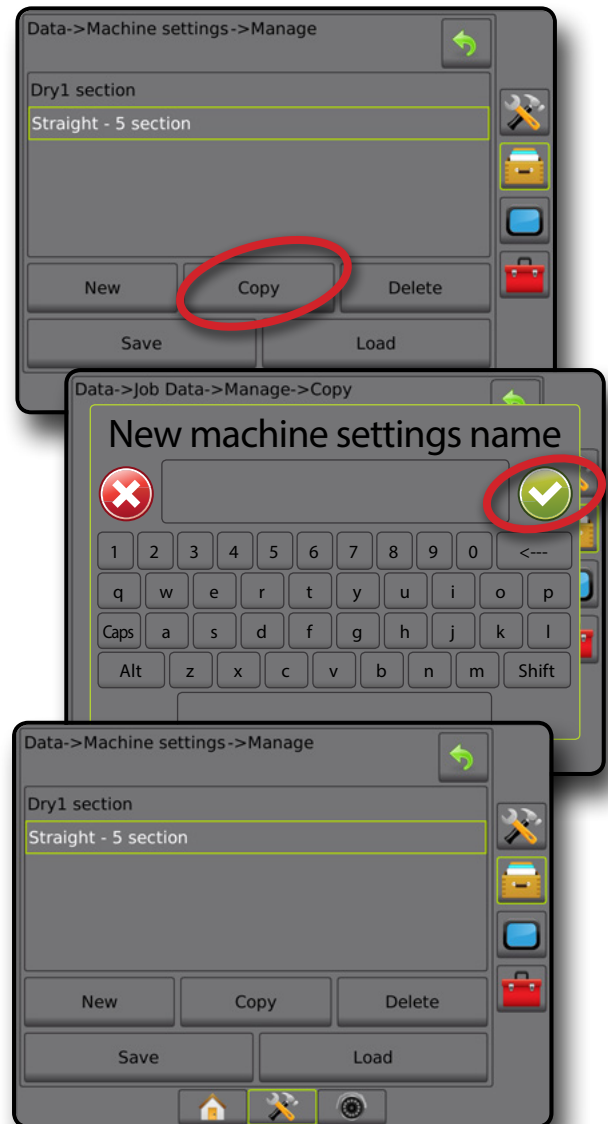 Data->Machine settings->Manage
Dry1 section
Straight - 5 section
New Copy Delete
Save Load
Data->Job Data->Manage->Copy
New machine settings name
1 2 3 4 5 6 7 8 9 0 <---
q w e r t y u i o p
Caps a s d f g h j k l
Alt z x c v b n m Shift
Data->Machine settings->Manage
Dry1 section
Straight - 5 section
New Copy Delete
Save Load